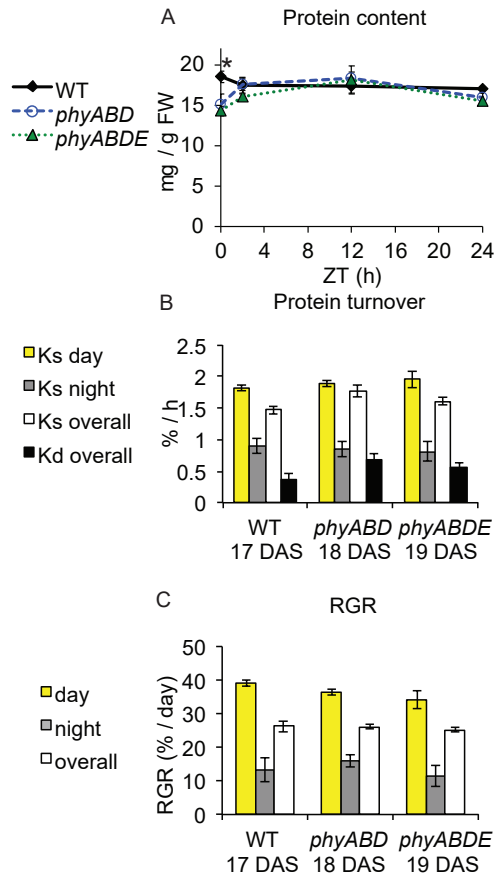 A
Protein content
WT
phyABD
phyABDE
mg / g FW
20
15
10
5
0
*
0 4 8 12 16 20 24
ZT (h)
B
Protein turnover
Ks day
Ks night
Ks overall
Kd overall
% / h
2.5
2
1.5
1
0.5
0
WT phyABD phyABDE
17 DAS 18 DAS 19 DAS
C
RGR
day
night
overall
RGR (% / day)
50
40
30
20
10
0
WT phyABD phyABDE
17 DAS 18 DAS 19 DAS